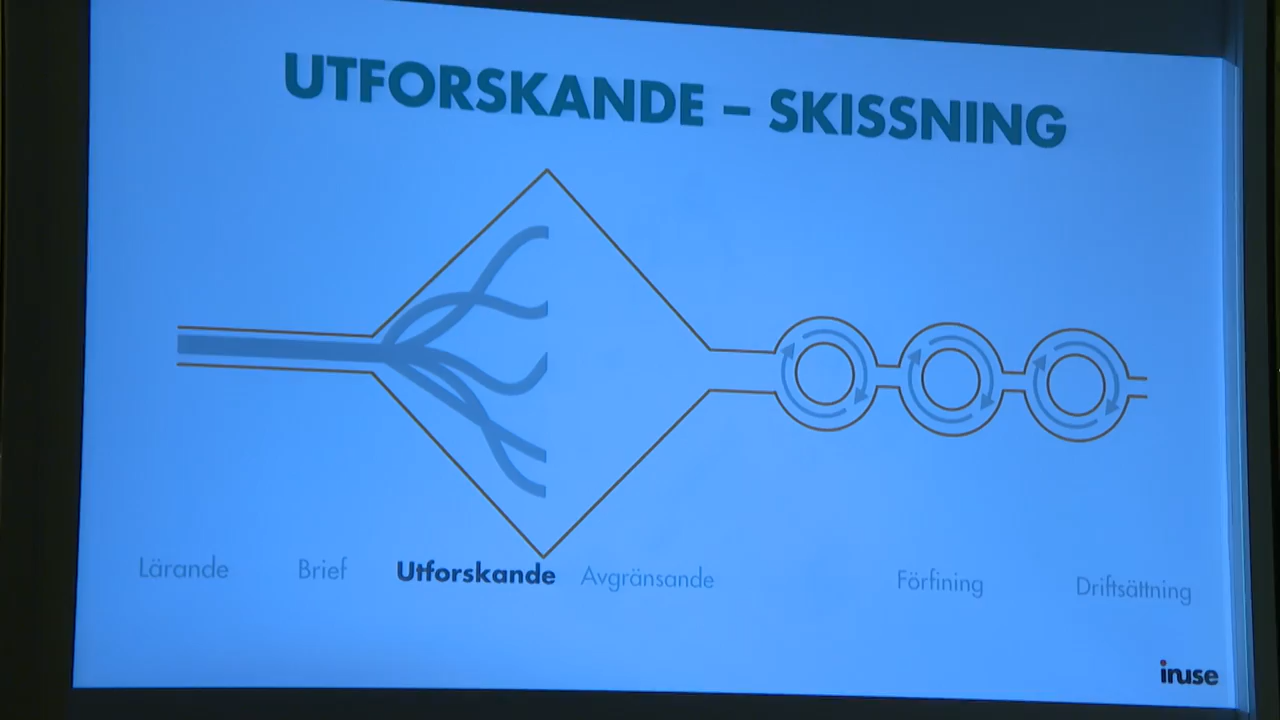 UTFORSKANDE – SKISSNING
Lärande Brief Utforskande Avgränsande Förfining Driftsättning
inuse